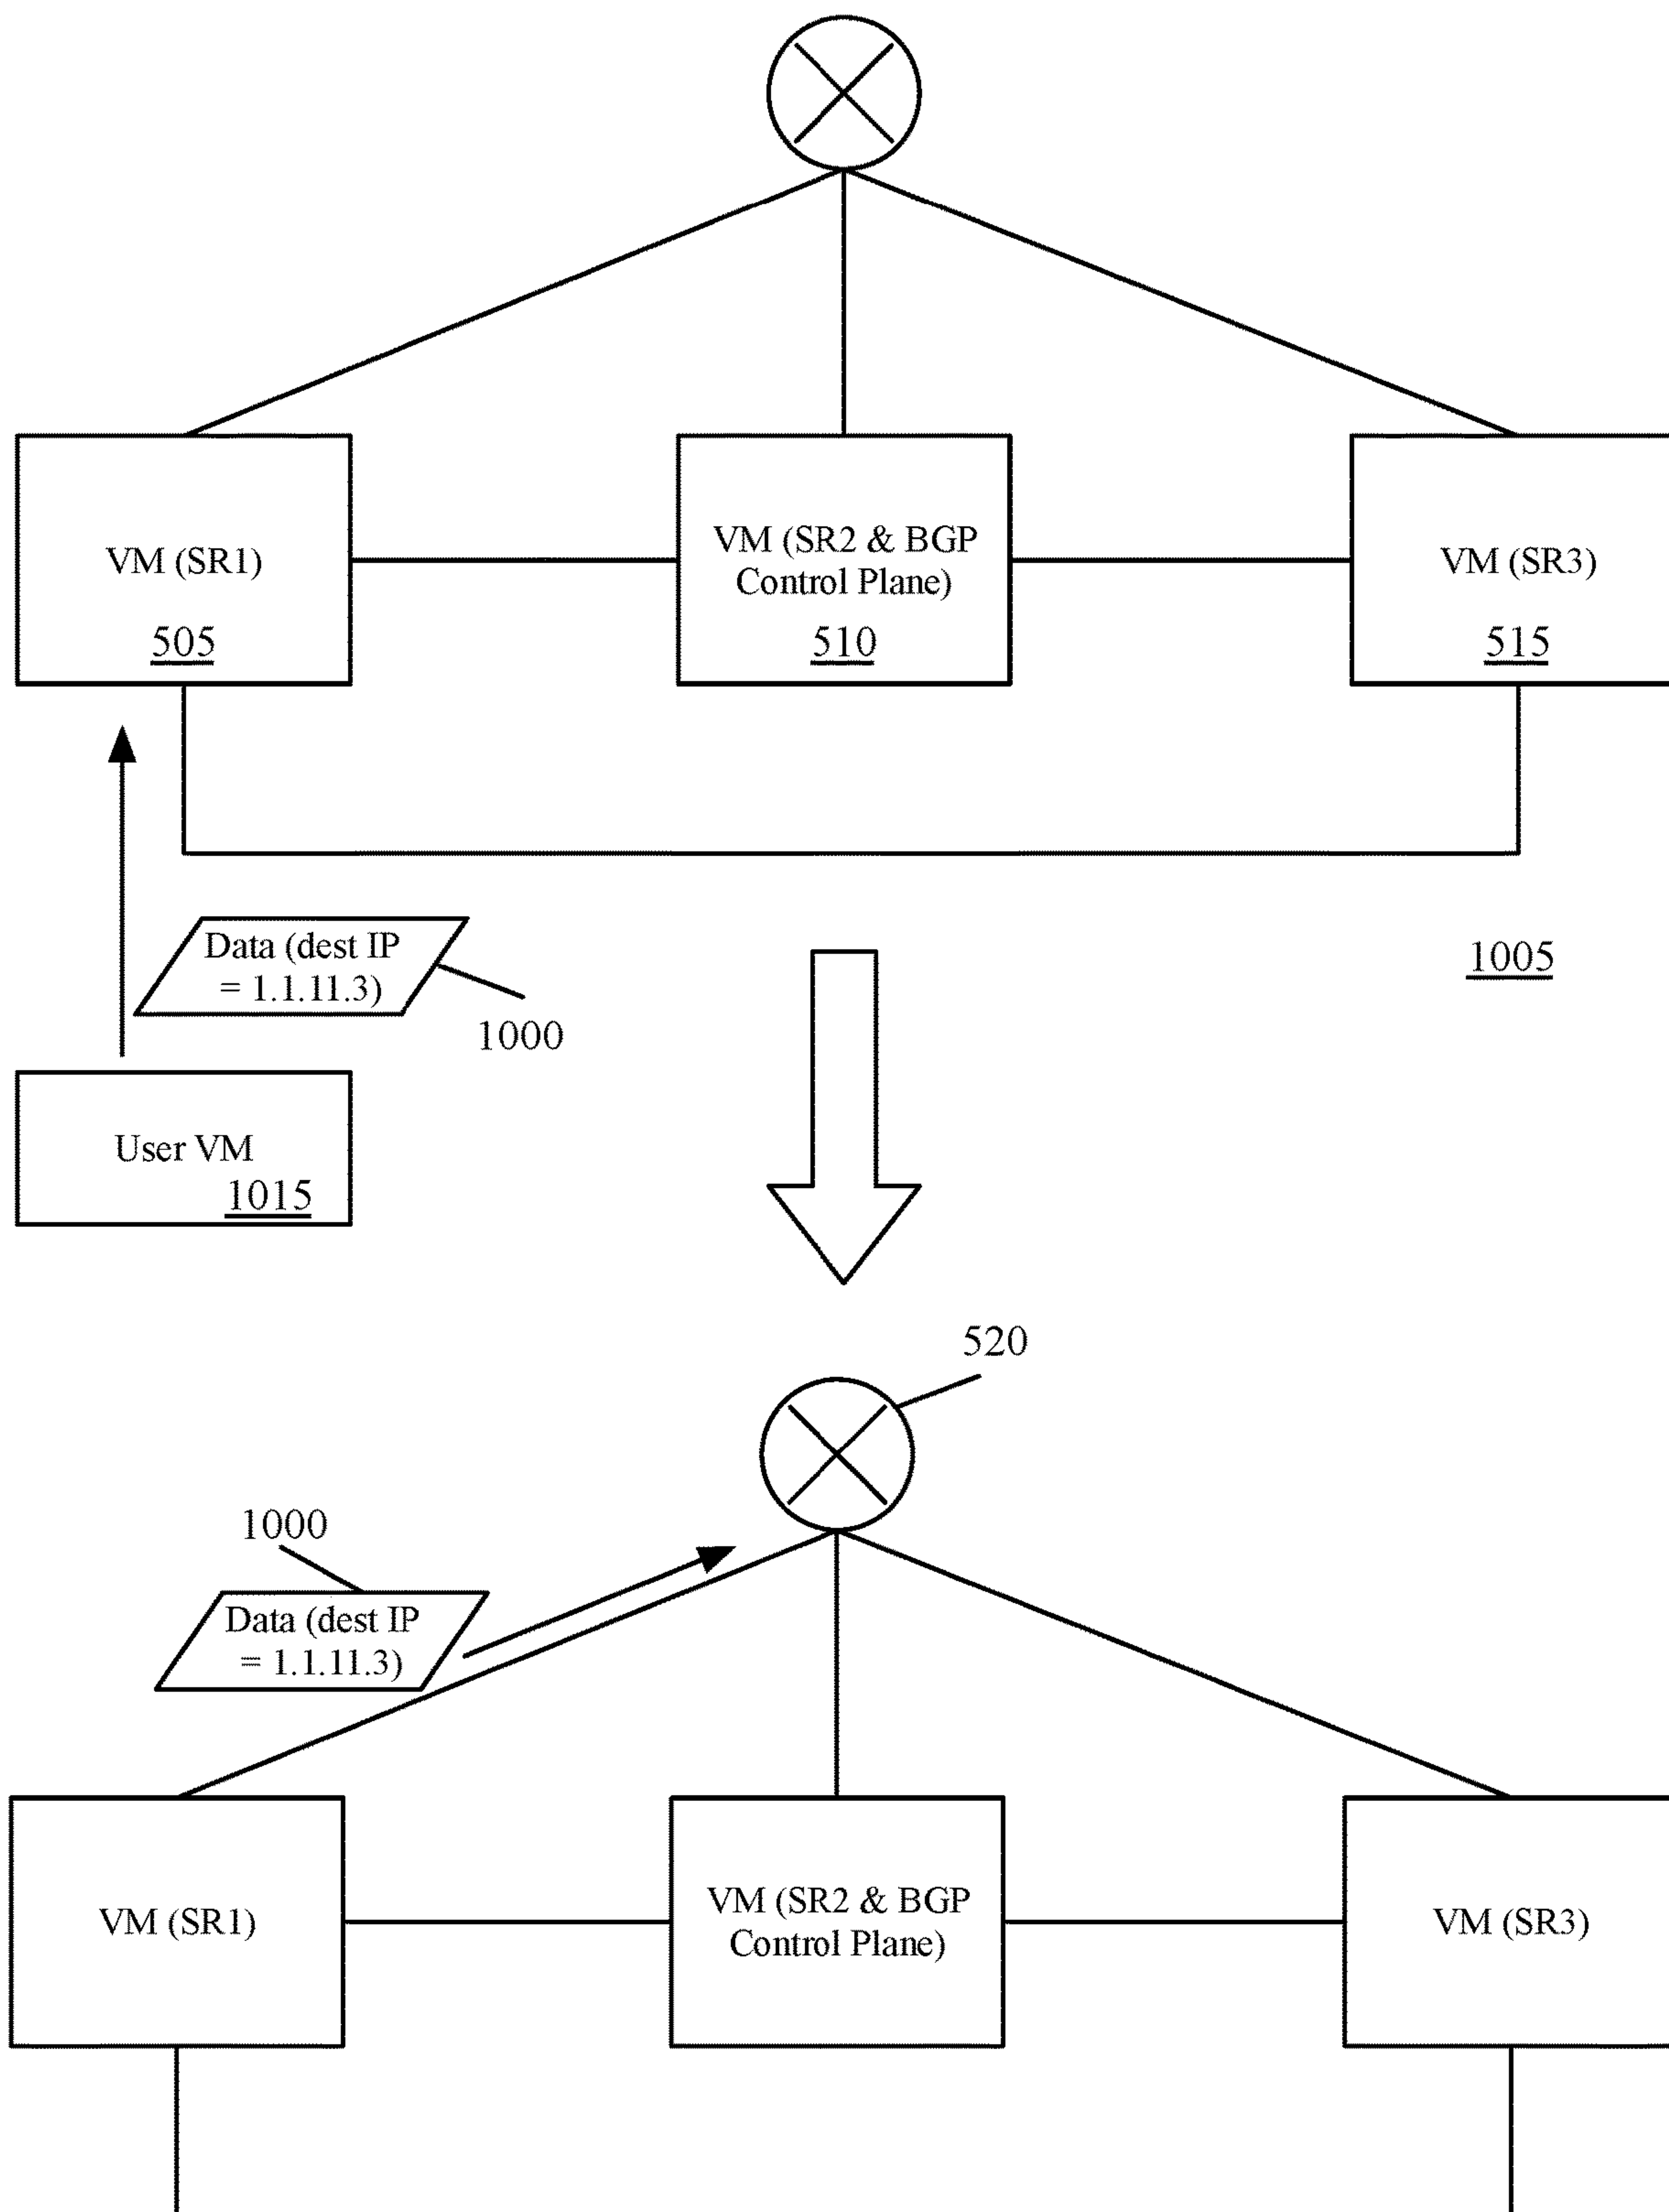 VM (SR1)
505
VM (SR2 & BGP
Control Plane)
510
VM (SR3)
515
Data (dest IP
= 1.1.11.3)
1000
1005
User VM
1015
520
1000
Data (dest IP
= 1.1.11.3)
VM (SR1)
VM (SR2 & BGP
Control Plane)
VM (SR3)